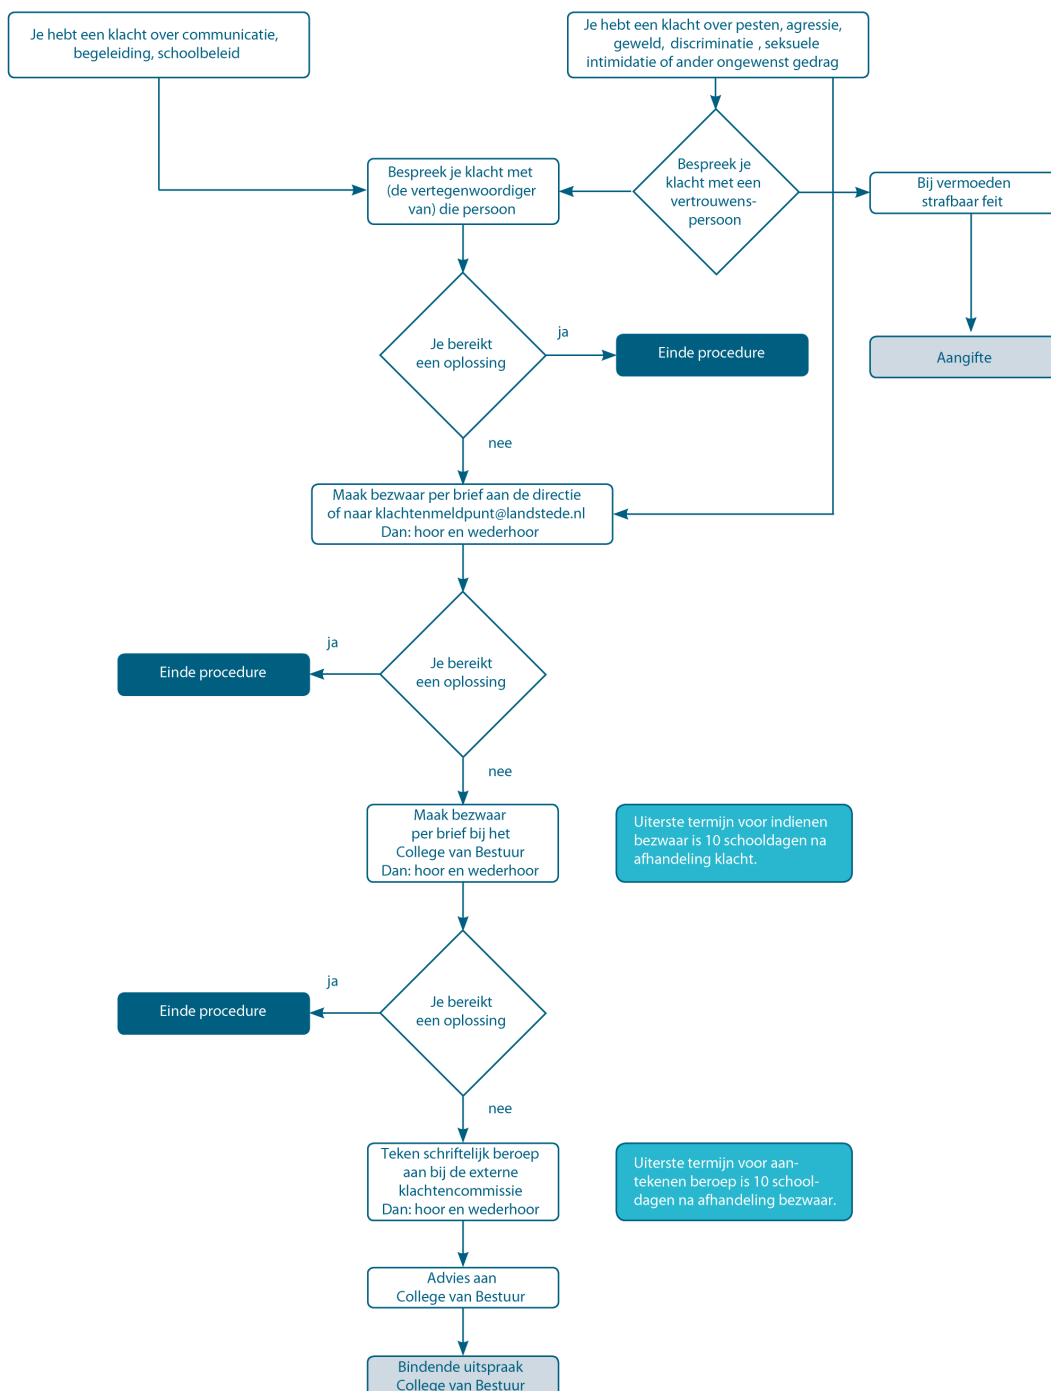 Je hebt een klacht over communicatie,
begeleiding, schoolbeleid
Je hebt een klacht over pesten, agressie,
geweld, discriminatie , seksuele
intimidatie of ander ongewenst gedrag
Bespreek je klacht met
(de vertegenwoordiger
van) die persoon
Bespreek je
klacht met een
vertrouwens-
persoon
Bij vermoeden
strafbaar feit
Je bereikt
een oplossing
ja
Einde procedure
Aangifte
nee
Maak bezwaar per brief aan de directie
of naar klachtenmeldpunt@landstede.nl
Dan: hoor en wederhoor
ja
Einde procedure
Je bereikt
een oplossing
nee
Maak bezwaar
per brief bij het
College van Bestuur
Dan: hoor en wederhoor
Uiterste termijn voor indienen
bezwaar is 10 schooldagen na
afhandeling klacht.
ja
Einde procedure
Je bereikt
een oplossing
nee
Teken schriftelijk beroep
aan bij de externe
klachtencommissie
Dan: hoor en wederhoor
Uiterste termijn voor aan-
tekenen beroep is 10 school-
dagen na afhandeling bezwaar.
Advies aan
College van Bestuur
Bindende uitspraak
College van Bestuur